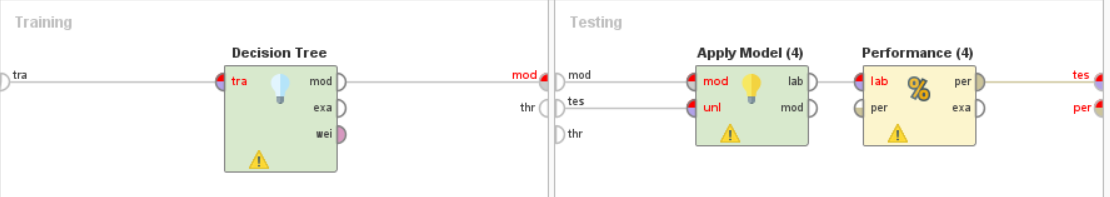 Training
Testing
Decision Tree
Apply Model (4)
Performance (4)
tra
tra
mod
mod
mod
mod
lab
lab
per
tes
exa
thr
tes
unl
mod
per
exa
per
wei
thr